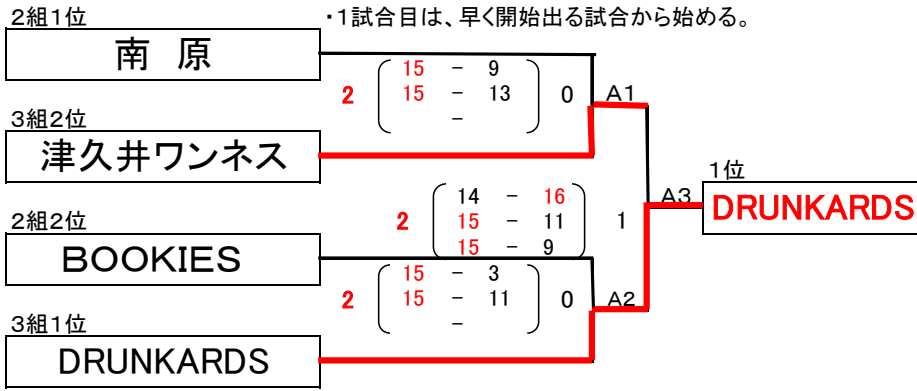 2組1位
・1試合目は、早く開始出る試合から始める。
南 原
15 - 9
2 15 - 13 0 A1
-
3組2位
津久井ワンネス
1位
14 - 16 A3
2 15 - 11 1 DRUNKARDS
15 - 9
2組2位
BOOKIES
15 - 3
2 15 - 11 0 A2
-
3組1位
DRUNKARDS